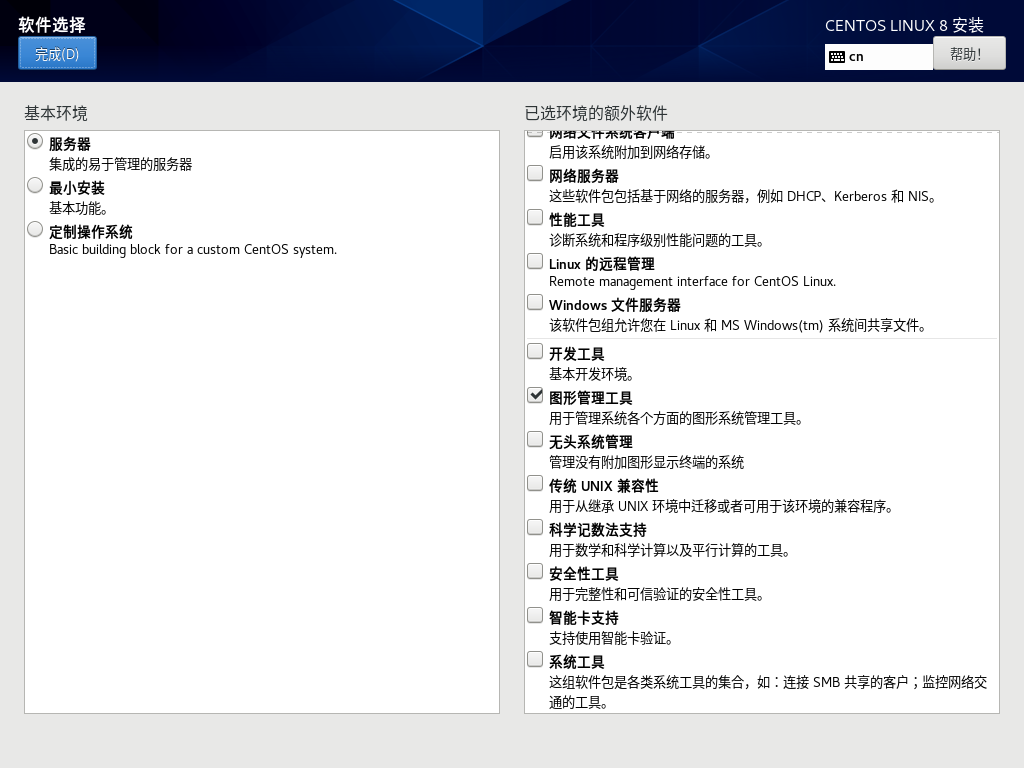 软件选择
完成(D)
CENTOS LINUX 8 安装
cn
帮助！
基本环境
服务器
集成的易于管理的服务器
最小安装
基本功能。
定制操作系统
Basic building block for a custom CentOS system.
已选环境的额外软件
网络文件系统客户端
启用该系统附加到网络存储。
网络服务器
这些软件包包括基于网络的服务器，例如 DHCP、Kerberos 和 NIS。
性能工具
诊断系统和程序级别性能问题的工具。
Linux 的远程管理
Remote management interface for CentOS Linux.
Windows 文件服务器
该软件包组允许您在 Linux 和 MS Windows(tm) 系统间共享文件。
开发工具
基本开发环境。
图形管理工具
用于管理系统各个方面的图形系统管理工具。
无头系统管理
管理没有附加图形显示终端的系统
传统 UNIX 兼容性
用于从继承 UNIX 环境中迁移或者可用于该环境的兼容程序。
科学记数法支持
用于数学和科学计算以及平行计算的工具。
安全性工具
用于完整性和可信验证的安全性工具。
智能卡支持
支持使用智能卡验证。
系统工具
这组软件包是各类系统工具的集合，如：连接 SMB 共享的客户；监控网络交
通的工具。